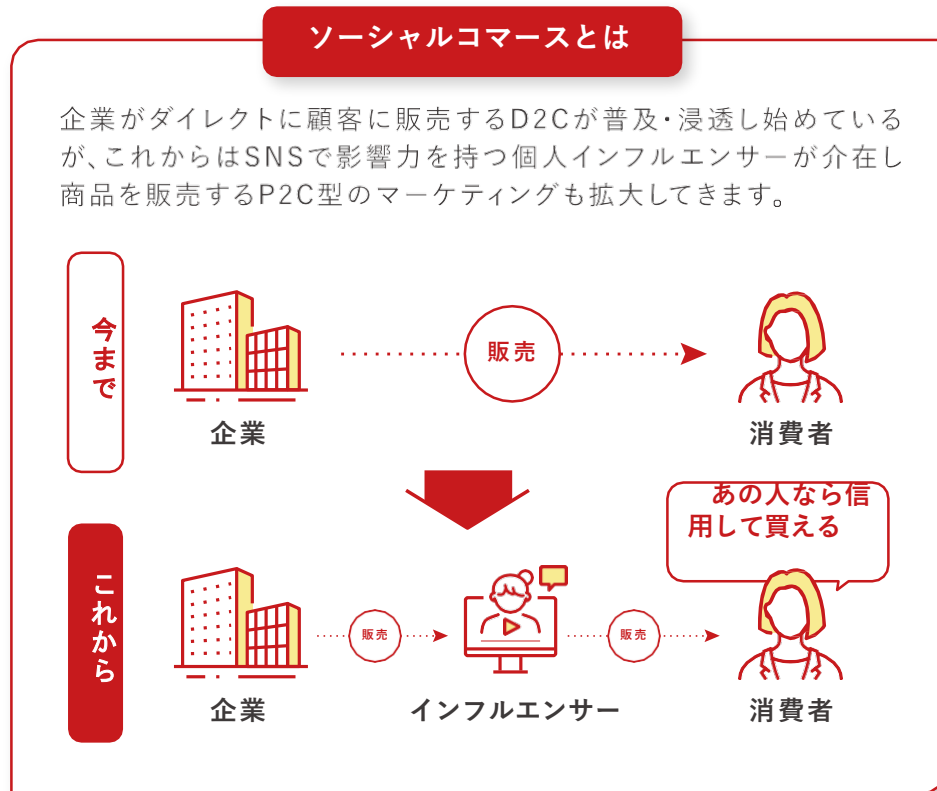 ソーシャルコマースとは
企業がダイレクトに顧客に販売するD2Cが普及・浸透し始めている
が、これからはSNSで影響力を持つ個人インフルエンサーが介在し
商品を販売するP2C型のマーケティングも拡大してきます。
今まで
販売
企業
消費者
あの人なら信
用して買える
これから
販売
販売
企業
インフルエンサー
消費者